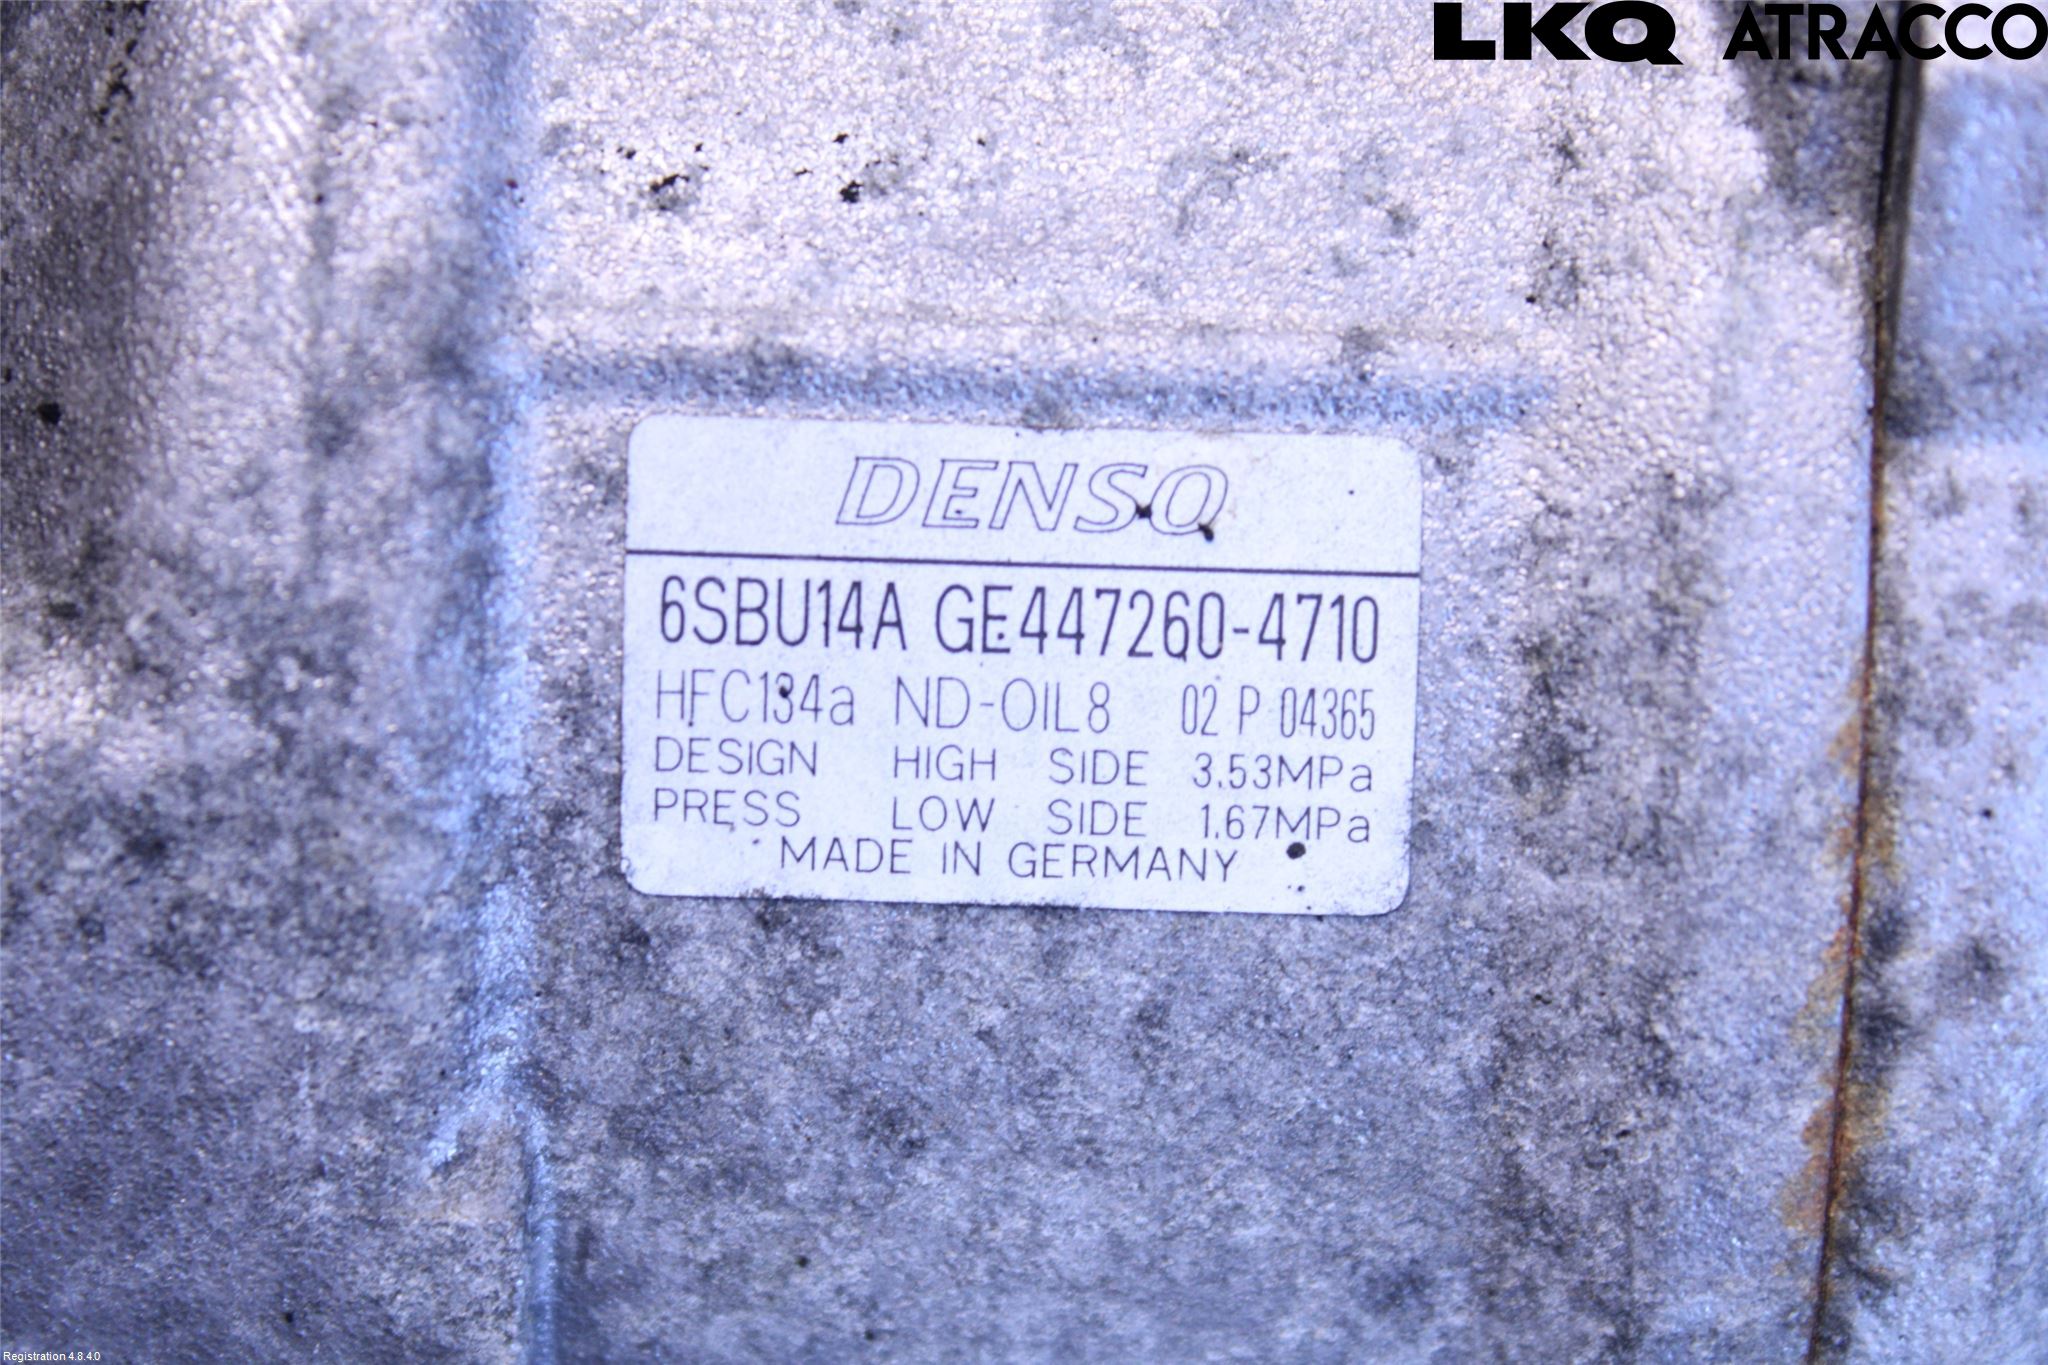 LKQ ATRACCO
DENSO
6SBU14A GE447260-4710
HFC134a ND-OIL8 02 P 04365
DESIGN HIGH SIDE 3.53MPa
PRESS LOW SIDE 1.67MPa
MADE IN GERMANY
Registration 4.8.4.0